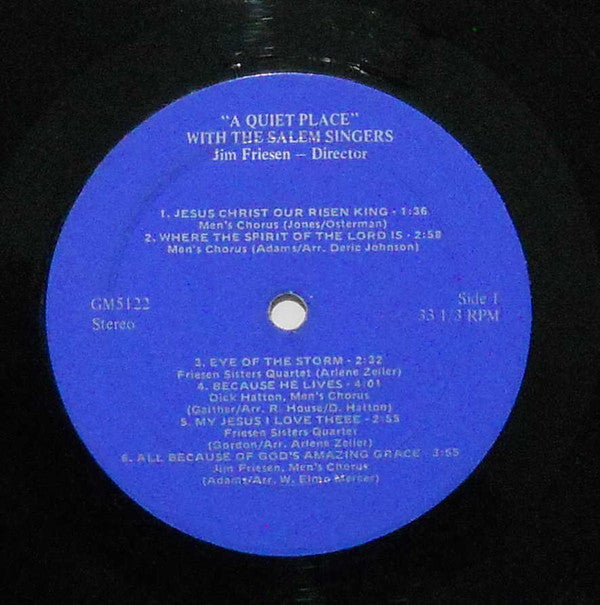 "A QUIET PLACE"
WITH THE SALEM SINGERS
Jim Friesen – Director
1. JESUS CHRIST OUR RISEN KING - 1:36
Men's Chorus (Jones/Osterman)
2. WHERE THE SPIRIT OF THE LORD IS - 2:58
Men's Chorus (Adams/Arr. Deric Johnson)
GM5122
Stereo
Side 1
33 1/3 RPM
3. EYE OF THE STORM - 2:32
Friesen Sisters Quartet (Arlene Zeiler)
4. BECAUSE HE LIVES - 4:01
Dick Hatton, Men's Chorus
(Gaither/Arr. R. House/D. Hatton)
5. MY JESUS I LOVE THEEE - 2:55
Friesen Sisters Quartet
(Gordon/Arr. Arlene Zeiler)
6. ALL BECAUSE OF GOD'S AMAZING GRACE - 3:55
Jim Friesen, Men's Chorus
(Adams/Arr. W. Elmo Mercer)